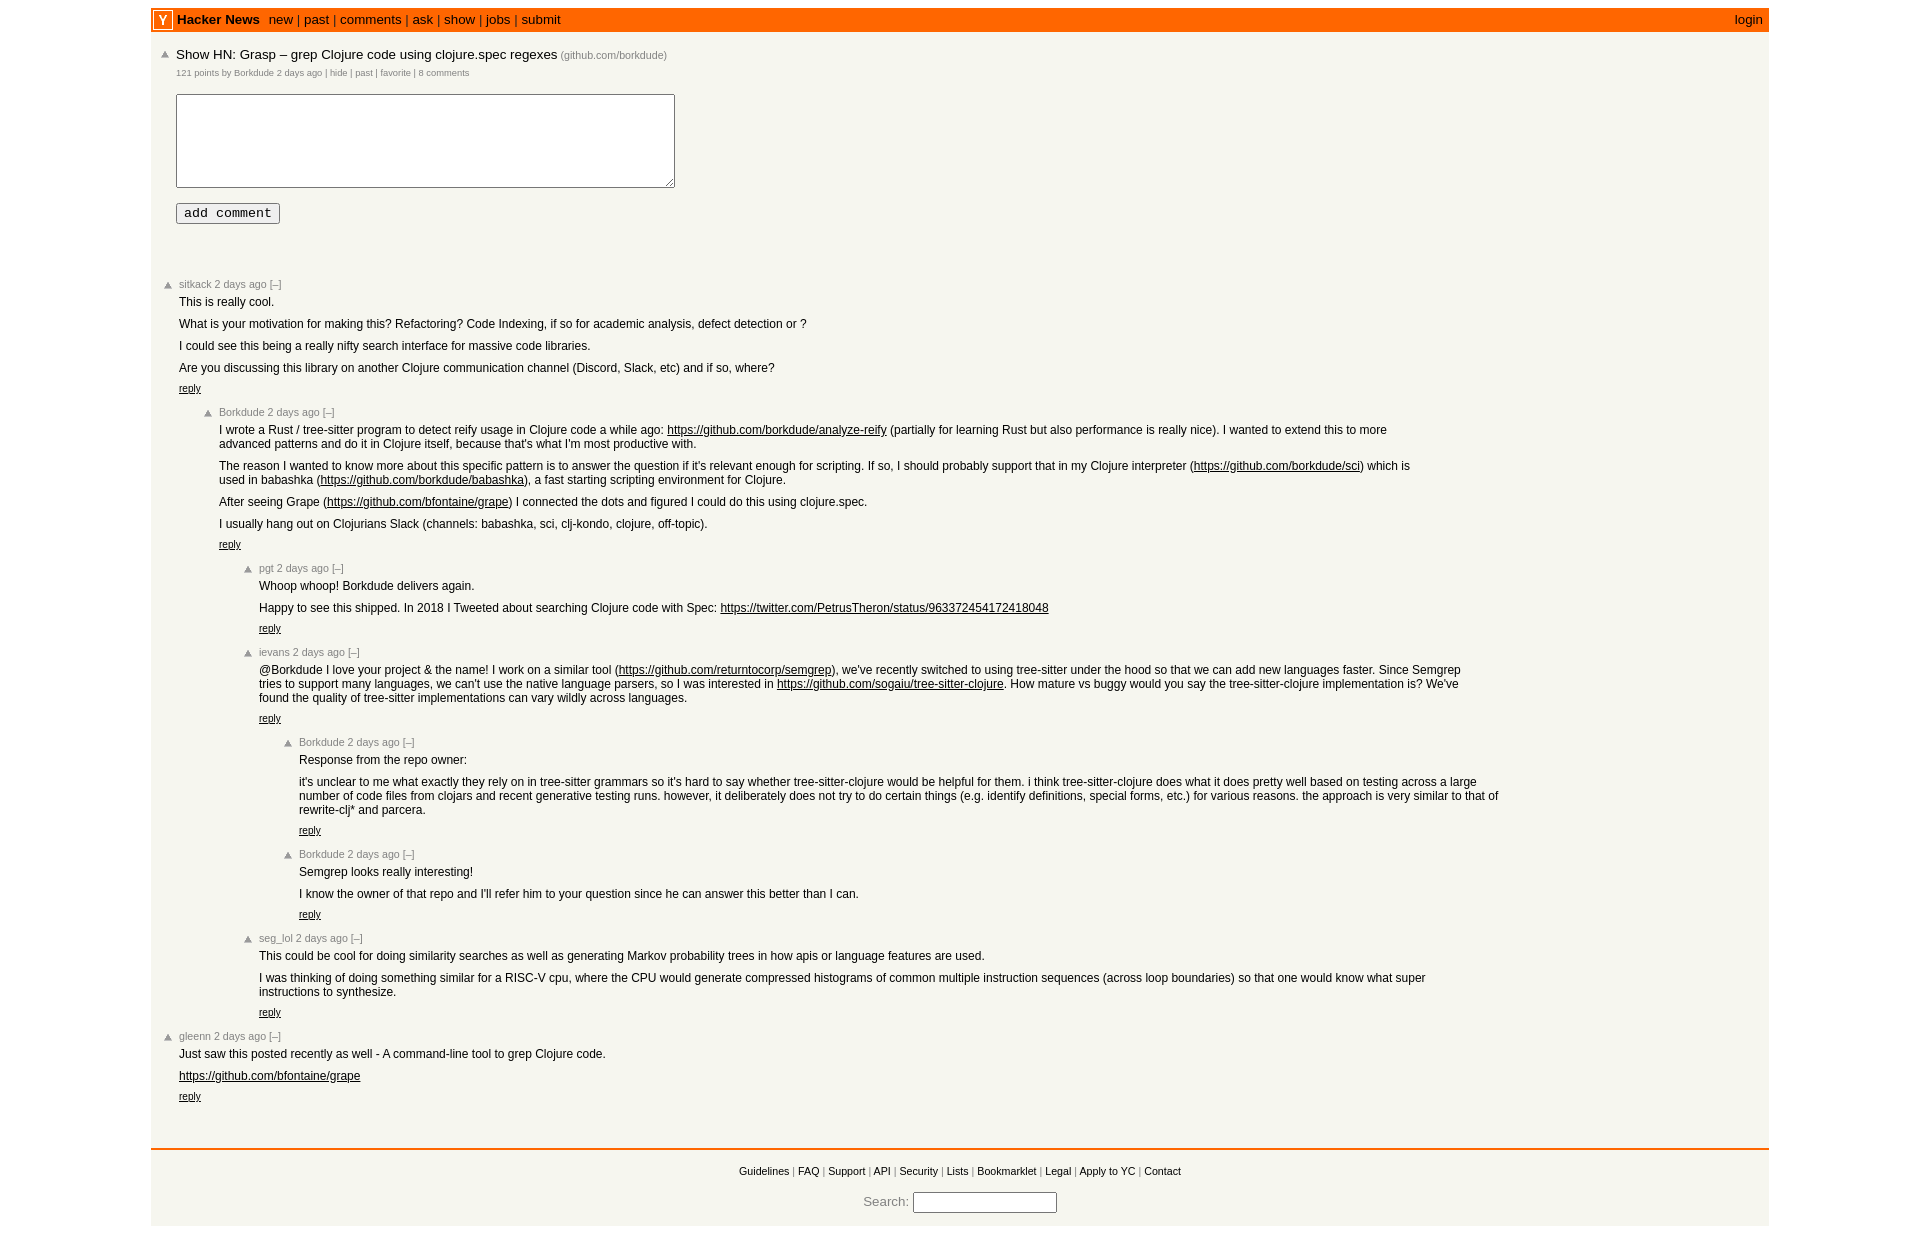 Y Hacker News new | past | comments | ask | show | jobs | submit login
Show HN: Grasp – grep Clojure code using clojure.spec regexes (github.com/borkdude)
121 points by Borkdude 2 days ago | hide | past | favorite | 8 comments
add comment
sitkack 2 days ago [–]
This is really cool.
What is your motivation for making this? Refactoring? Code Indexing, if so for academic analysis, defect detection or ?
I could see this being a really nifty search interface for massive code libraries.
Are you discussing this library on another Clojure communication channel (Discord, Slack, etc) and if so, where?
reply
Borkdude 2 days ago [–]
I wrote a Rust / tree-sitter program to detect reify usage in Clojure code a while ago: https://github.com/borkdude/analyze-reify (partially for learning Rust but also performance is really nice). I wanted to extend this to more
advanced patterns and do it in Clojure itself, because that's what I'm most productive with.
The reason I wanted to know more about this specific pattern is to answer the question if it's relevant enough for scripting. If so, I should probably support that in my Clojure interpreter (https://github.com/borkdude/sci) which is
used in babashka (https://github.com/borkdude/babashka), a fast starting scripting environment for Clojure.
After seeing Grape (https://github.com/bfontaine/grape) I connected the dots and figured I could do this using clojure.spec.
I usually hang out on Clojurians Slack (channels: babashka, sci, clj-kondo, clojure, off-topic).
reply
pgt 2 days ago [–]
Whoop whoop! Borkdude delivers again.
Happy to see this shipped. In 2018 I Tweeted about searching Clojure code with Spec: https://twitter.com/PetrusTheron/status/963372454172418048
reply
ievans 2 days ago [–]
@Borkdude I love your project & the name! I work on a similar tool (https://github.com/returntocorp/semgrep), we've recently switched to using tree-sitter under the hood so that we can add new languages faster. Since Semgrep
tries to support many languages, we can't use the native language parsers, so I was interested in https://github.com/sogaiu/tree-sitter-clojure. How mature vs buggy would you say the tree-sitter-clojure implementation is? We've
found the quality of tree-sitter implementations can vary wildly across languages.
reply
Borkdude 2 days ago [–]
Response from the repo owner:
it's unclear to me what exactly they rely on in tree-sitter grammars so it's hard to say whether tree-sitter-clojure would be helpful for them. i think tree-sitter-clojure does what it does pretty well based on testing across a large
number of code files from clojars and recent generative testing runs. however, it deliberately does not try to do certain things (e.g. identify definitions, special forms, etc.) for various reasons. the approach is very similar to that of
rewrite-clj* and parcera.
reply
Borkdude 2 days ago [–]
Semgrep looks really interesting!
I know the owner of that repo and I'll refer him to your question since he can answer this better than I can.
reply
seg_lol 2 days ago [–]
This could be cool for doing similarity searches as well as generating Markov probability trees in how apis or language features are used.
I was thinking of doing something similar for a RISC-V cpu, where the CPU would generate compressed histograms of common multiple instruction sequences (across loop boundaries) so that one would know what super
instructions to synthesize.
reply
gleenn 2 days ago [–]
Just saw this posted recently as well - A command-line tool to grep Clojure code.
https://github.com/bfontaine/grape
reply
Guidelines | FAQ | Support | API | Security | Lists | Bookmarklet | Legal | Apply to YC | Contact
Search: